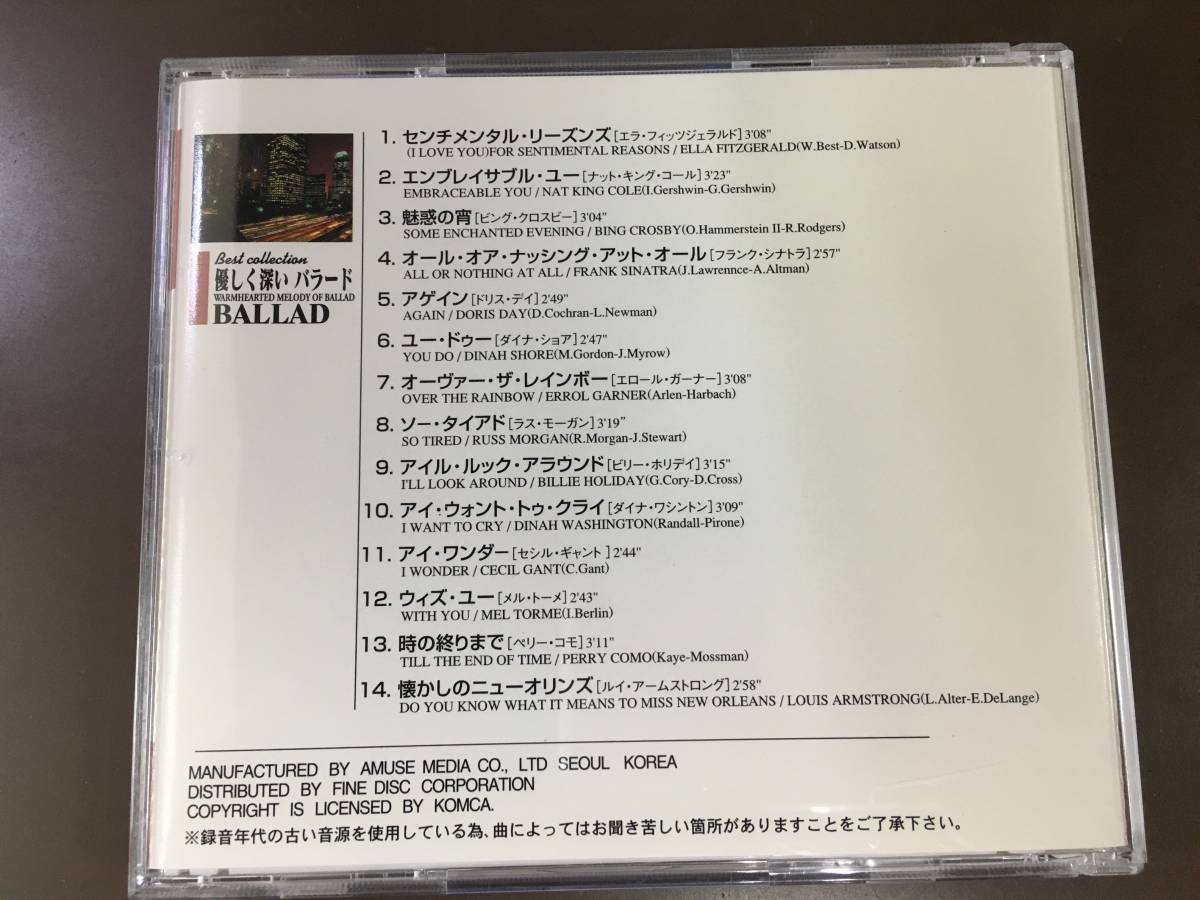 Best collection
優しく深い バラード
WARMHEARTED MELODY OF BALLAD
BALLAD
1. センチメンタル・リーズンズ[エラ・フィッツジェラルド] 3'08"
(I LOVE YOU)FOR SENTIMENTAL REASONS / ELLA FITZGERALD(W.Best-D.Watson)
2. エンブレイサブル・ユー[ナット・キング・コール] 3'23"
EMBRACEABLE YOU / NAT KING COLE(I.Gershwin-G.Gershwin)
3. 魅惑の宵[ビング・クロスビー] 3'04"
SOME ENCHANTED EVENING / BING CROSBY(O.Hammerstein II-R.Rodgers)
4. オール・オア・ナッシング・アット・オール[フランク・シナトラ] 2'57"
ALL OR NOTHING AT ALL / FRANK SINATRA(J.Lawrennce-A.Altman)
5. アゲイン[ドリス・デイ] 2'49"
AGAIN / DORIS DAY(D.Cochran-L.Newman)
6. ユー・ドゥー[ダイナ・ショア] 2'47"
YOU DO / DINAH SHORE(M.Gordon-J.Myrow)
7. オーヴァー・ザ・レインボー[エロール・ガーナー] 3'08"
OVER THE RAINBOW / ERROL GARNER(Arlen-Harbach)
8. ソー・タイアド[ラス・モーガン] 3'19"
SO TIRED / RUSS MORGAN(R.Morgan-J.Stewart)
9. アイル・ルック・アラウンド[ビリー・ホリデイ] 3'15"
I'LL LOOK AROUND / BILLIE HOLIDAY(G.Cory-D.Cross)
10. アイ・ウォント・トゥ・クライ[ダイナ・ワシントン] 3'09"
I WANT TO CRY / DINAH WASHINGTON(Randall-Pirone)
11. アイ・ワンダー[セシル・ギャント] 2'44"
I WONDER / CECIL GANT(C.Gant)
12. ウィズ・ユー[メル・トーメ] 2'43"
WITH YOU / MEL TORME(I.Berlin)
13. 時の終りまで[ペリー・コモ] 3'11"
TILL THE END OF TIME / PERRY COMO(Kaye-Mossman)
14. 懐かしのニューオリンズ[ルイ・アームストロング] 2'58"
DO YOU KNOW WHAT IT MEANS TO MISS NEW ORLEANS / LOUIS ARMSTRONG(L.Alter-E.DeLange)
MANUFACTURED BY AMUSE MEDIA CO., LTD SEOUL KOREA
DISTRIBUTED BY FINE DISC CORPORATION
COPYRIGHT IS LICENSED BY KOMCA.
※録音年代の古い音源を使用している為、曲によってはお聞き苦しい箇所がありますことをご了承下さい。